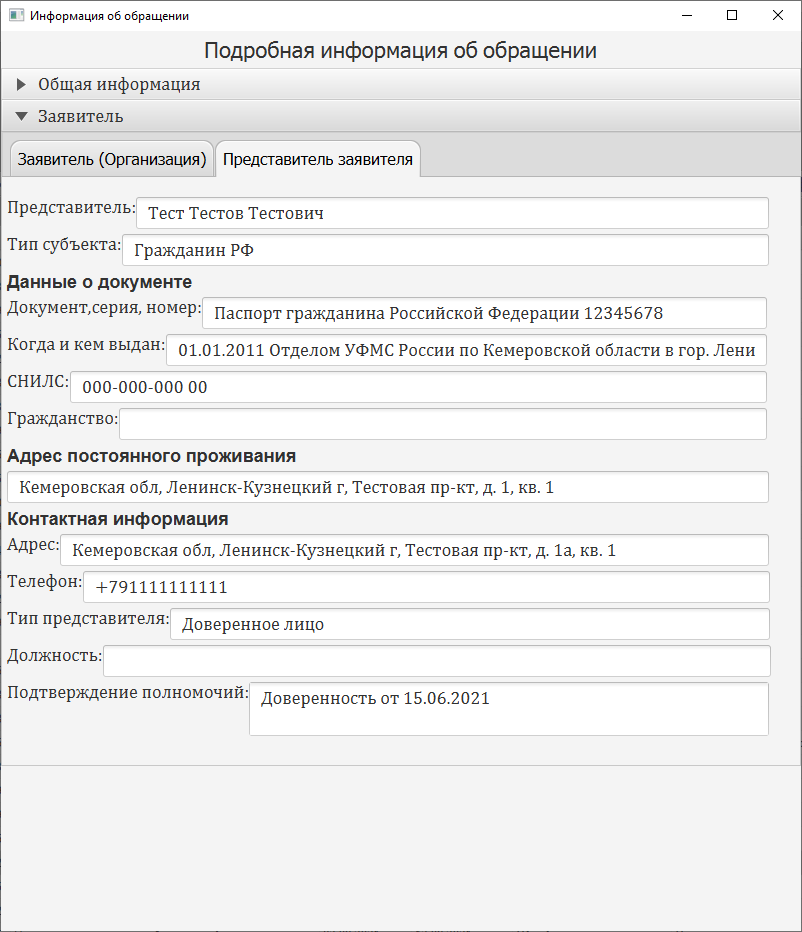 Информация об обращении
Подробная информация об обращении
Общая информация
Заявитель
Заявитель (Организация) Представитель заявителя
Представитель: Тест Тестов Тестович
Тип субъекта: Гражданин РФ
Данные о документе
Документ,серия, номер: Паспорт гражданина Российской Федерации 12345678
Когда и кем выдан: 01.01.2011 Отделом УФМС России по Кемеровской области в гор. Лени
СНИЛС: 000-000-000 00
Гражданство:
Адрес постоянного проживания
Кемеровская обл, Ленинск-Кузнецкий г, Тестовая пр-кт, д. 1, кв. 1
Контактная информация
Адрес: Кемеровская обл, Ленинск-Кузнецкий г, Тестовая пр-кт, д. 1а, кв. 1
Телефон: +791111111111
Тип представителя: Доверенное лицо
Должность:
Подтверждение полномочий: Доверенность от 15.06.2021